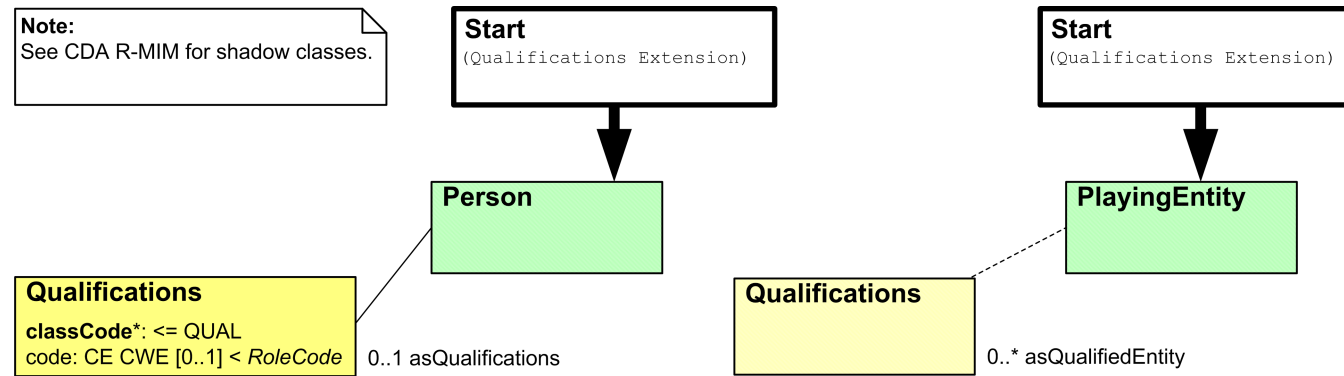 Note:
See CDA R-MIM for shadow classes.
Start
(Qualifications Extension)
Start
(Qualifications Extension)
Person
PlayingEntity
Qualifications
classCode*: <= QUAL
code: CE CWE [0..1] < RoleCode
0..1 asQualifications
Qualifications
0..* asQualifiedEntity